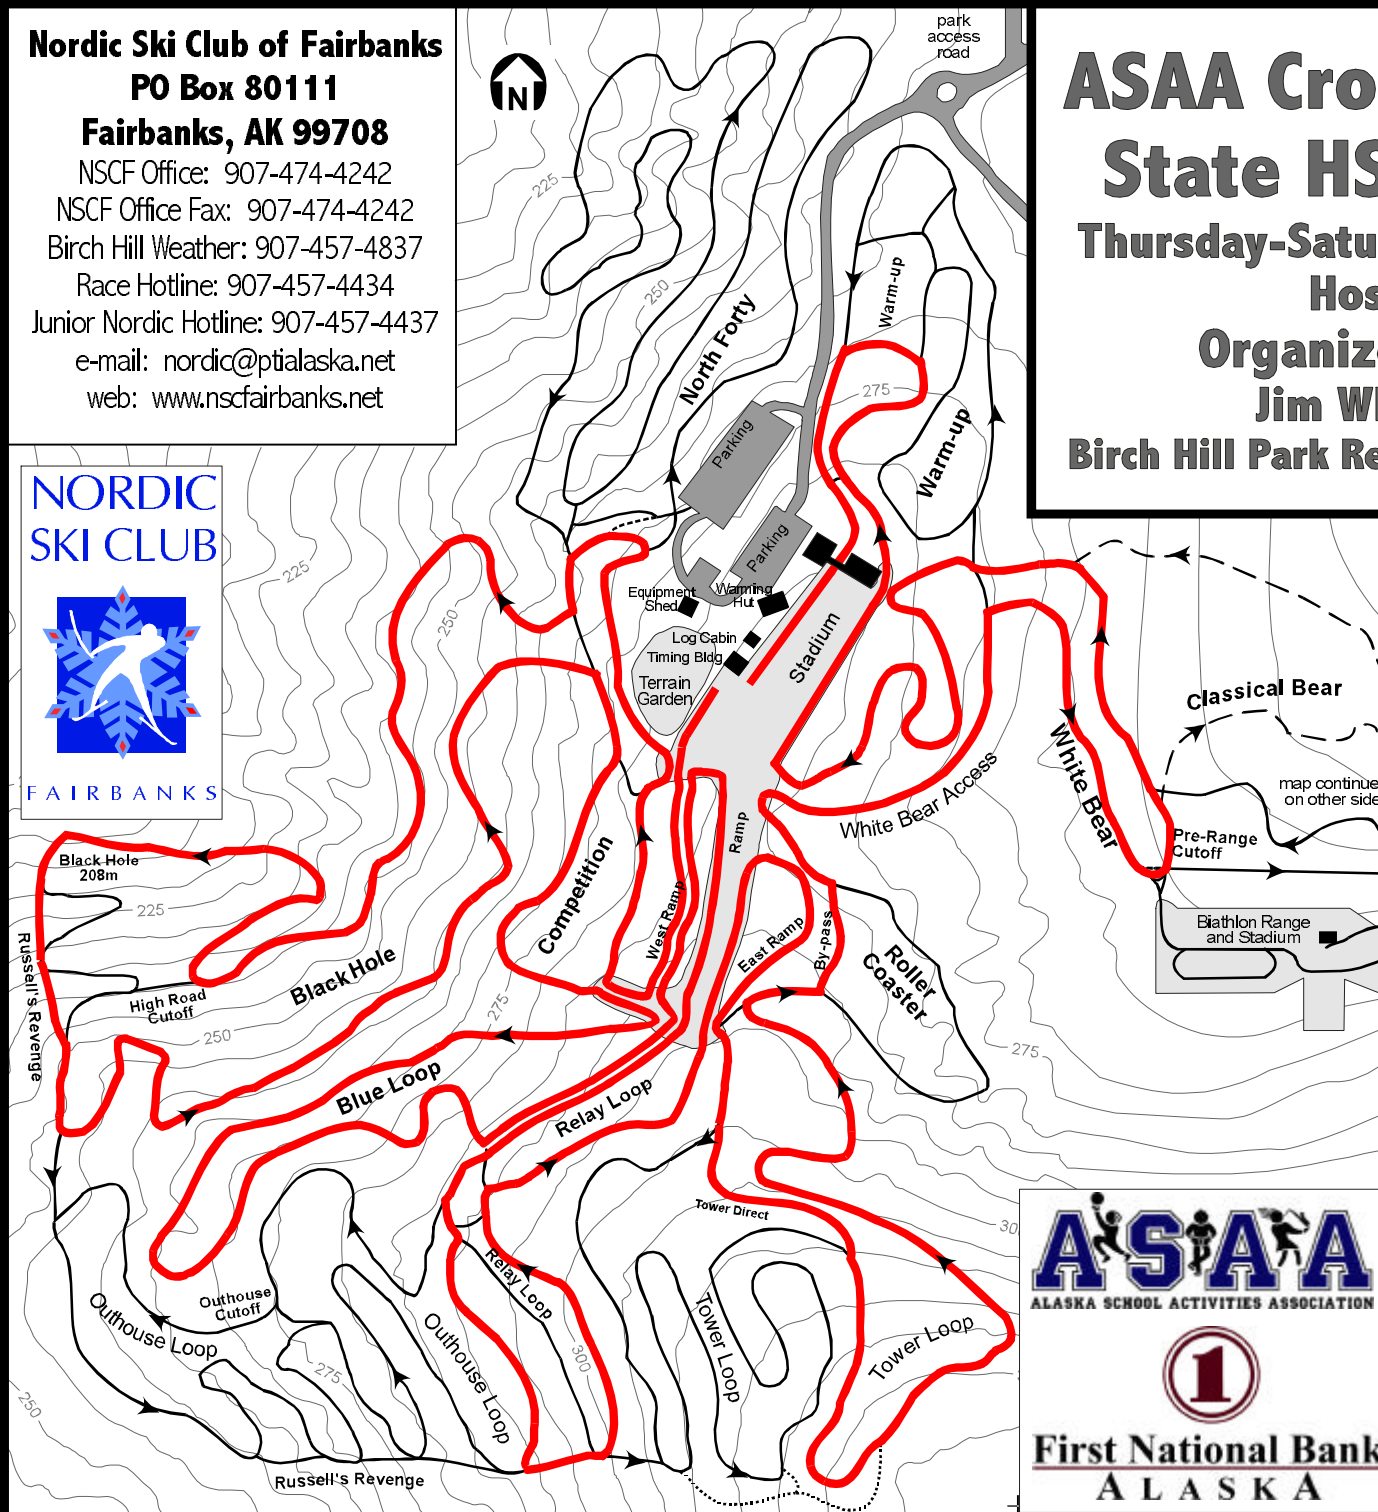 Nordic Ski Club of Fairbanks
PO Box 80111
Fairbanks, AK 99708
NSCF Office: 907-474-4242
NSCF Office Fax: 907-474-4242
Birch Hill Weather: 907-457-4837
Race Hotline: 907-457-4434
Junior Nordic Hotline: 907-457-4437
e-mail: nordic@ptialaska.net
web: www.nscfairbanks.net
N
park
access
road
ASAA Cro
State HS
Thursday-Satu
Hos
Organiz
Jim W
Birch Hill Park Re
NORDIC
SKI CLUB
FAIRBANKS
225
250
North Forty
Warm-up
275
Warm-up
Parking
Parking
225
250
Equipment
Shed
Warming
Hut
Log Cabin
Timing Bldg
Terrain
Garden
Stadium
Classical Bear
White Bear
White Bear Access
map continue
on other side
Pre-Range
Cutoff
Biathlon Range
and Stadium
Ramp
West Ramp
East Ramp
By-pass
Roller
Coaster
Competition
Black Hole
208m
225
Russell's Revenge
High Road
Cutoff
Black Hole
250
275
275
Blue Loop
Relay Loop
Tower Direct
30
Outhouse
Cutoff
Outhouse Loop
Relay Loop
Outhouse Loop
300
275
250
Tower Loop
Tower Loop
Russell's Revenge
ASAA
ALASKA SCHOOL ACTIVITIES ASSOCIATION
1
First National Bank
ALASKA